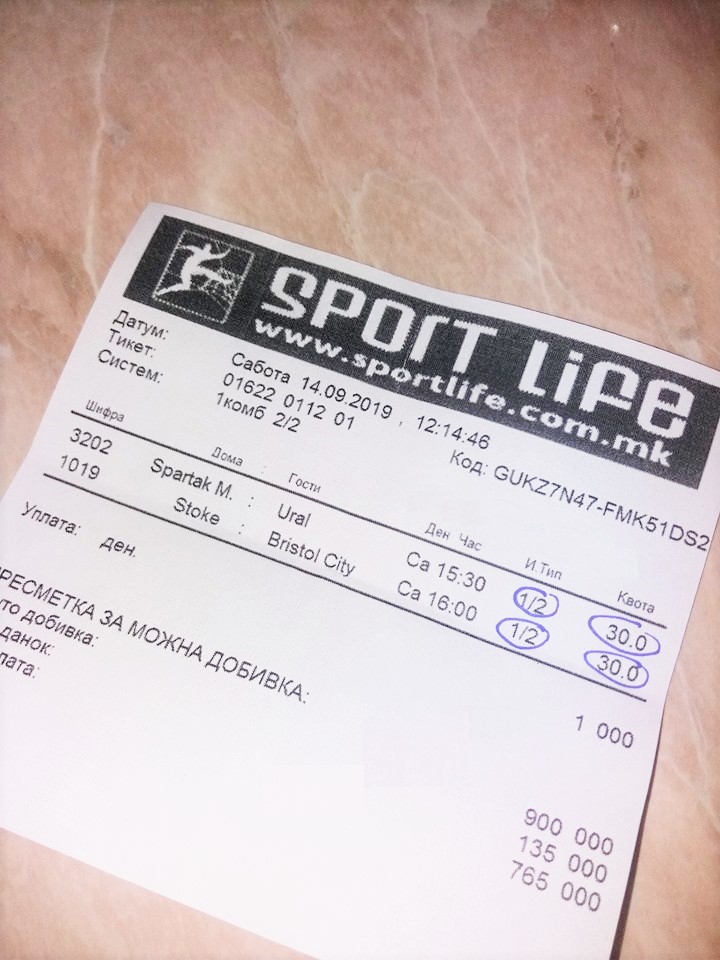 SPORT LiFE
www.sportlife.com.mk
Датум: Сабота 14.09.2019 , 12:14:46
Тикет: 01622 0112 01
Систем: 1комб 2/2
Код: GUKZ7N47-FMK51DS2
Шифра Дома : Гости Ден Час И.Тип Квота
3202 Spartak M. : Ural Са 15:30 1/2 30.0
1019 Stoke : Bristol City Са 16:00 1/2 30.0
Уплата: ден. 1 000
РЕСМЕТКА ЗА МОЖНА ДОБИВКА:
то добивка: 900 000
данок: 135 000
лата: 765 000